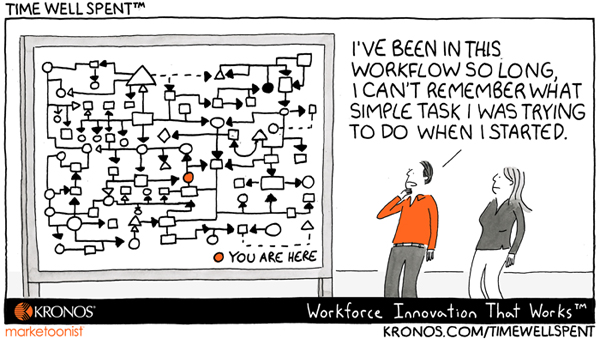 TIME WELL SPENT™
I'VE BEEN IN THIS
WORKFLOW SO LONG,
I CAN'T REMEMBER WHAT
SIMPLE TASK I WAS TRYING
TO DO WHEN I STARTED.
YOU ARE HERE
KRONOS®
Workforce Innovation That Works™
marketoonist
KRONOS.COM/TIMEWELLSPENT